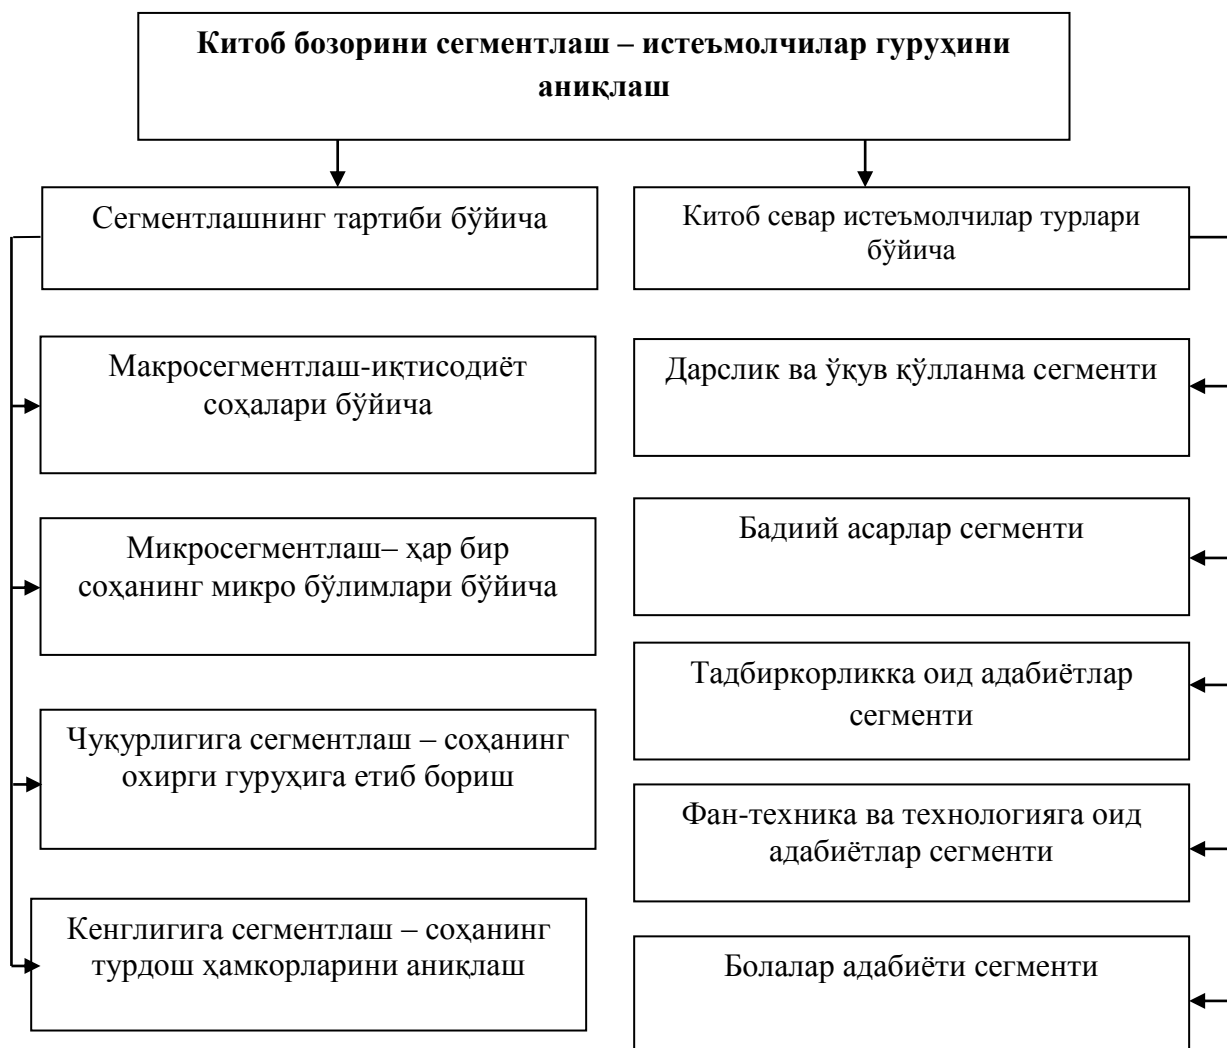 Китоб бозорини сегментлаш – истеъмолчилар гуруҳини
аниқлаш
Сегментлашнинг тартиби бўйича
Макросегментлаш-иқтисодиёт
соҳалари бўйича
Микросегментлаш– ҳар бир
соҳанинг микро бўлимлари бўйича
Чуқурлигига сегментлаш – соҳанинг
охирги гуруҳига етиб бориш
Кенглигига сегментлаш – соҳанинг
турдош ҳамкорларини аниқлаш
Китоб севар истеъмолчилар турлари
бўйича
Дарслик ва ўқув қўлланма сегменти
Бадиий асарлар сегменти
Тадбиркорликка оид адабиётлар
сегменти
Фан-техника ва технологияга оид
адабиётлар сегменти
Болалар адабиёти сегменти